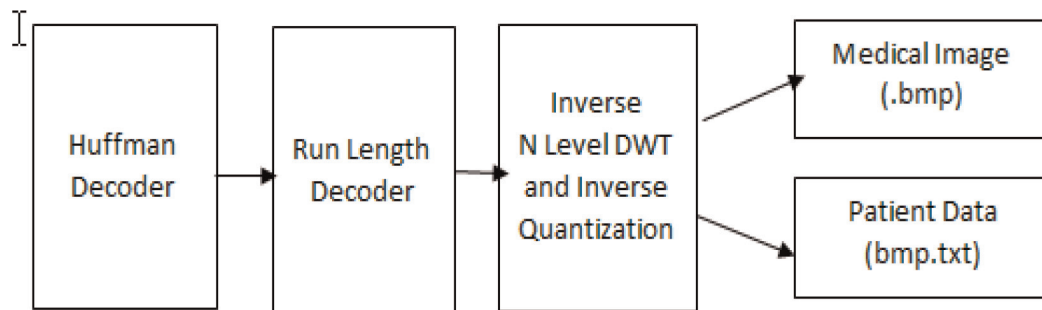 Huffman
Decoder
Run Length
Decoder
Inverse
N Level DWT
and Inverse
Quantization
Medical Image
(.bmp)
Patient Data
(bmp.txt)